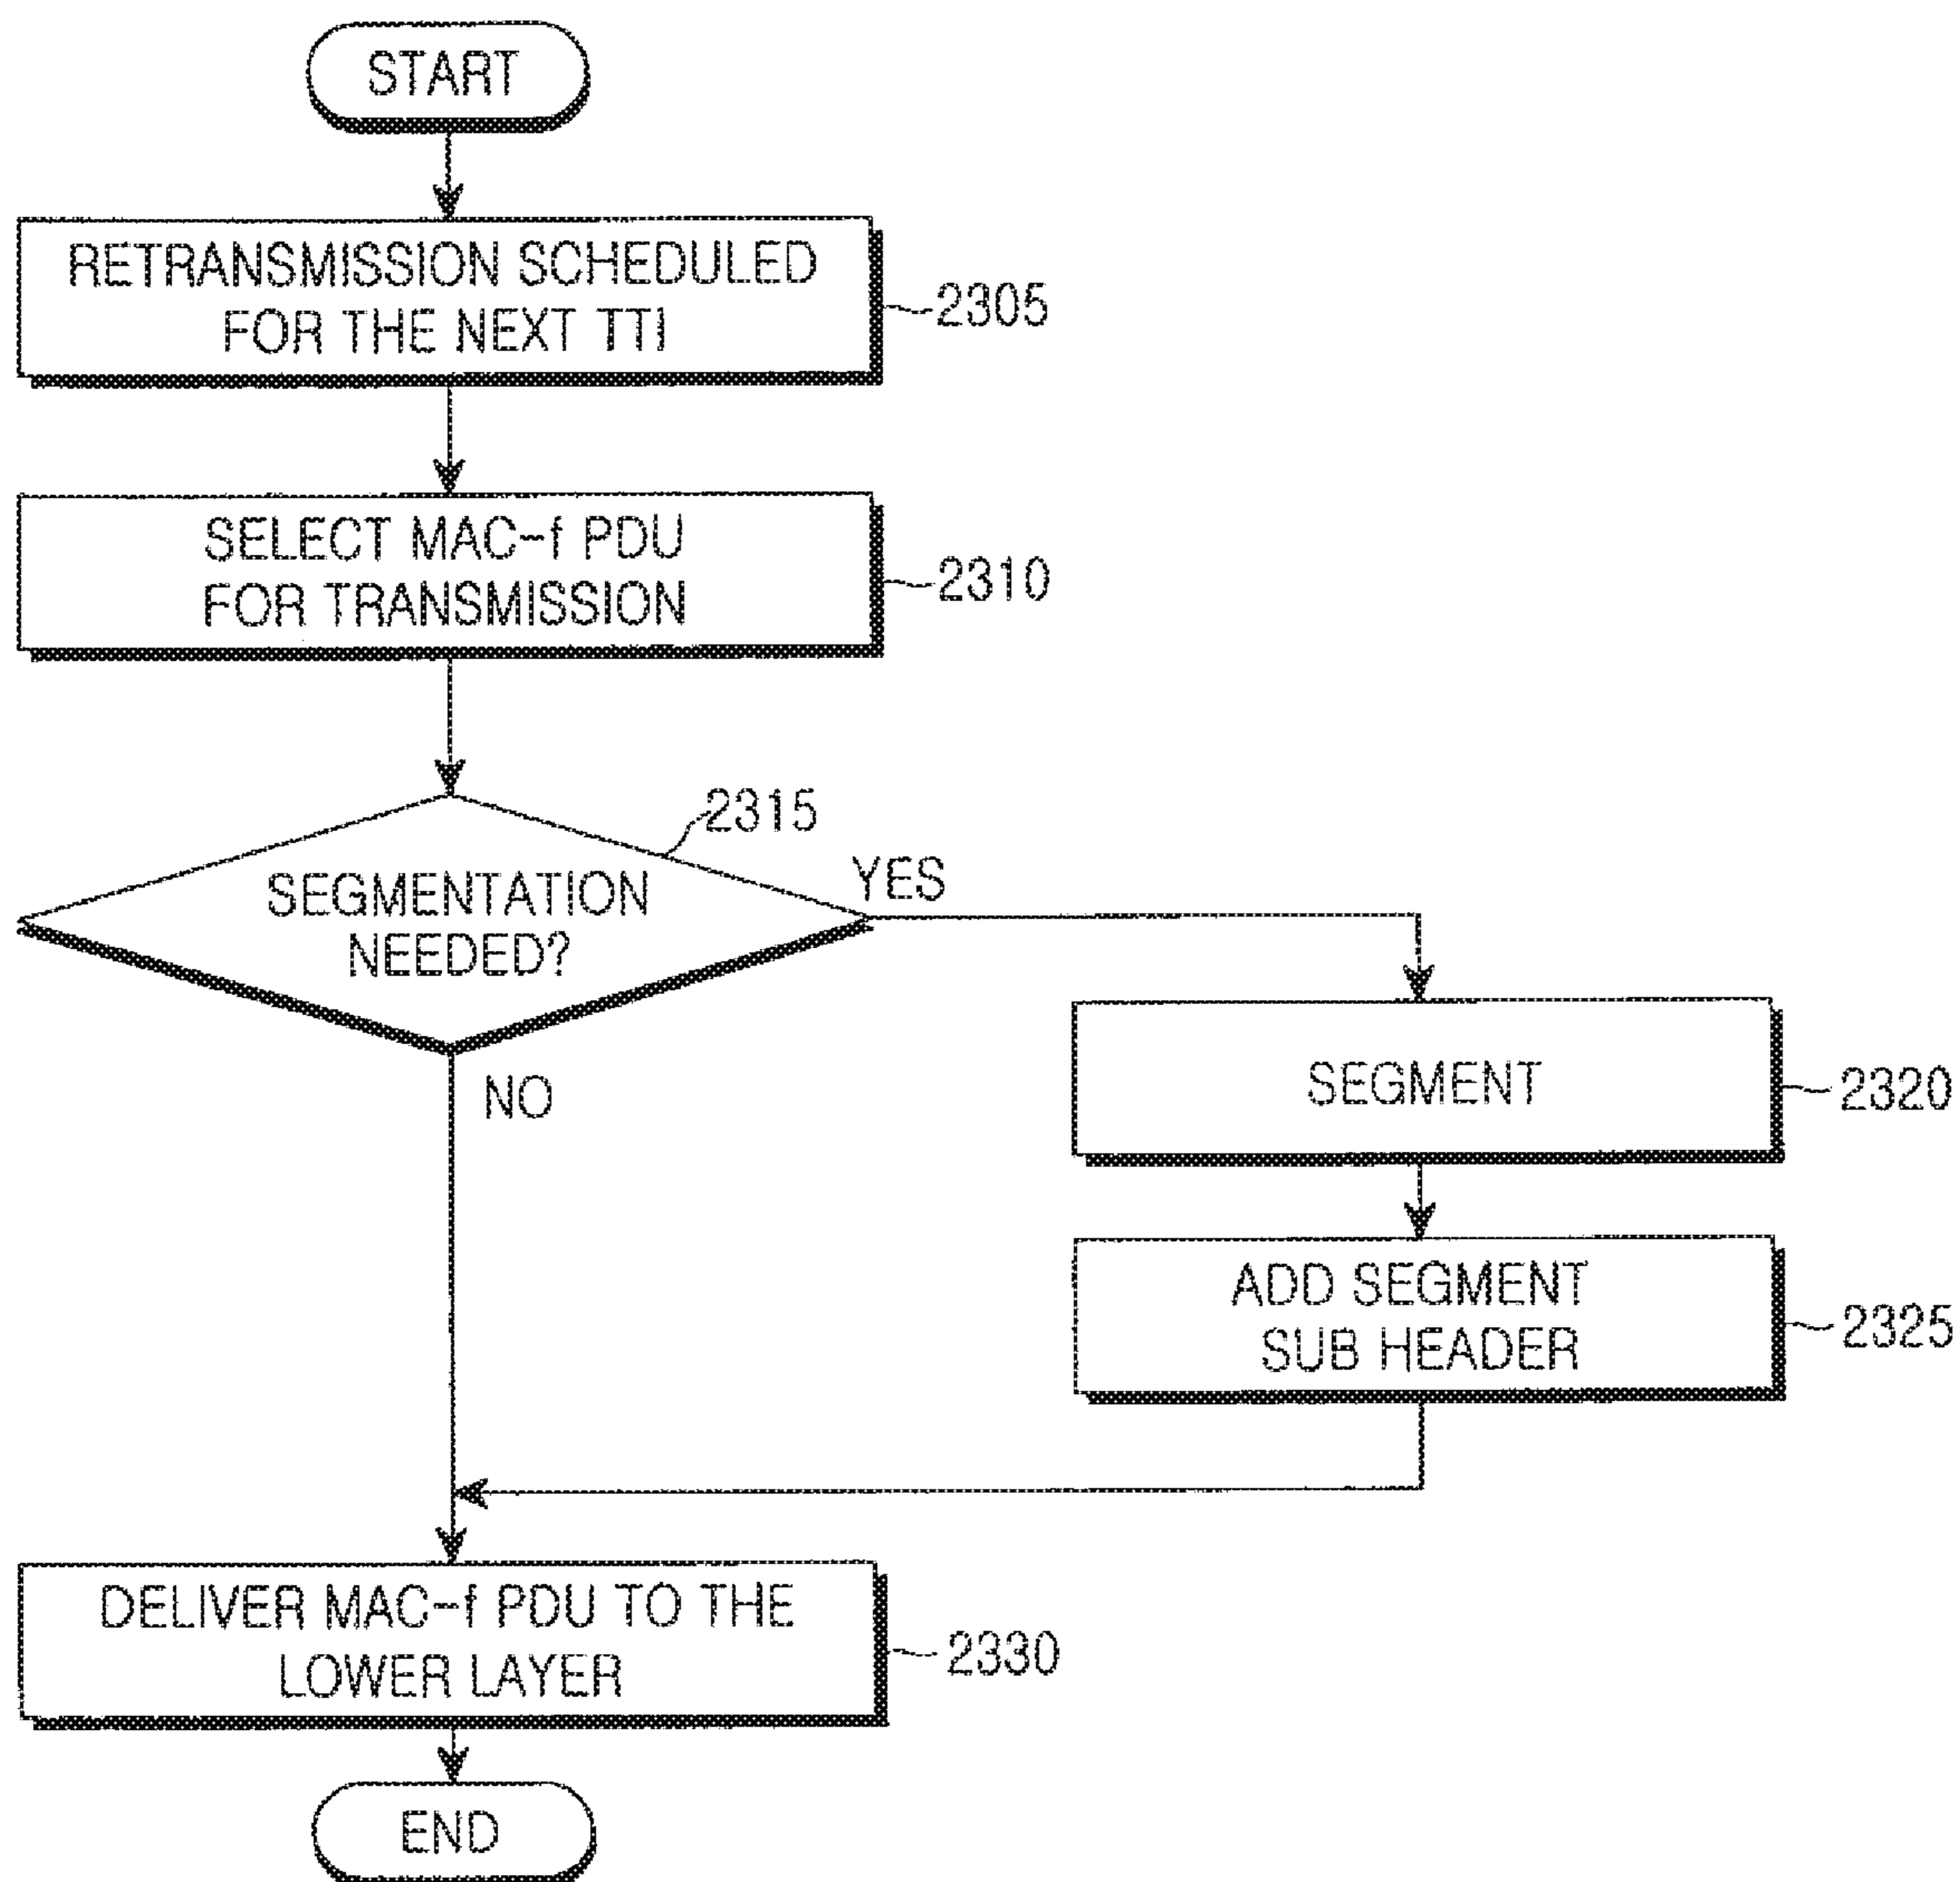 START
RETRANSMISSION SCHEDULED
FOR THE NEXT TTI
2305
SELECT MAC-f PDU
FOR TRANSMISSION
2310
2315
SEGMENTATION
NEEDED?
YES
NO
SEGMENT
2320
ADD SEGMENT
SUB HEADER
2325
DELIVER MAC-f PDU TO THE
LOWER LAYER
2330
END